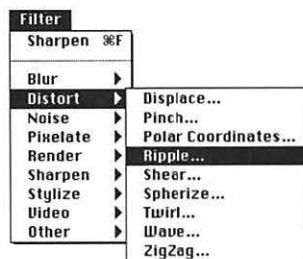 Filter
Sharpen ⌘F
Blur
Distort
Noise
Pixelate
Render
Sharpen
Stylize
Video
Other
Displace...
Pinch...
Polar Coordinates...
Ripple...
Shear...
Spherize...
Twirl...
Wave...
ZigZag...